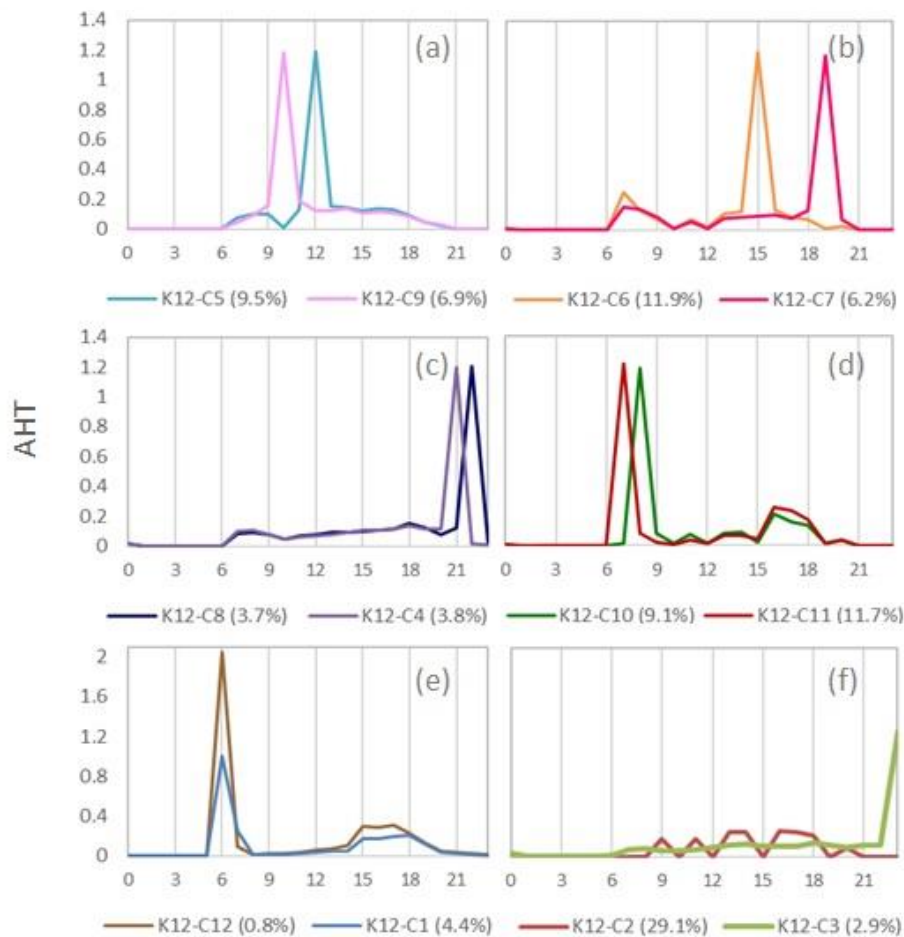 1.4
1.2
1
0.8
0.6
0.4
0.2
0
(a)
(b)
0 3 6 9 12 15 18 21
0 3 6 9 12 15 18 21
K12-C5 (9.5%) K12-C9 (6.9%) K12-C6 (11.9%) K12-C7 (6.2%)
AHT
1.4
1.2
1
0.8
0.6
0.4
0.2
0
(c)
(d)
0 3 6 9 12 15 18 21
0 3 6 9 12 15 18 21
K12-C8 (3.7%) K12-C4 (3.8%) K12-C10 (9.1%) K12-C11 (11.7%)
2
1.6
1.2
0.8
0.4
0
(e)
(f)
0 3 6 9 12 15 18 21
0 3 6 9 12 15 18 21
K12-C12 (0.8%) K12-C1 (4.4%) K12-C2 (29.1%) K12-C3 (2.9%)